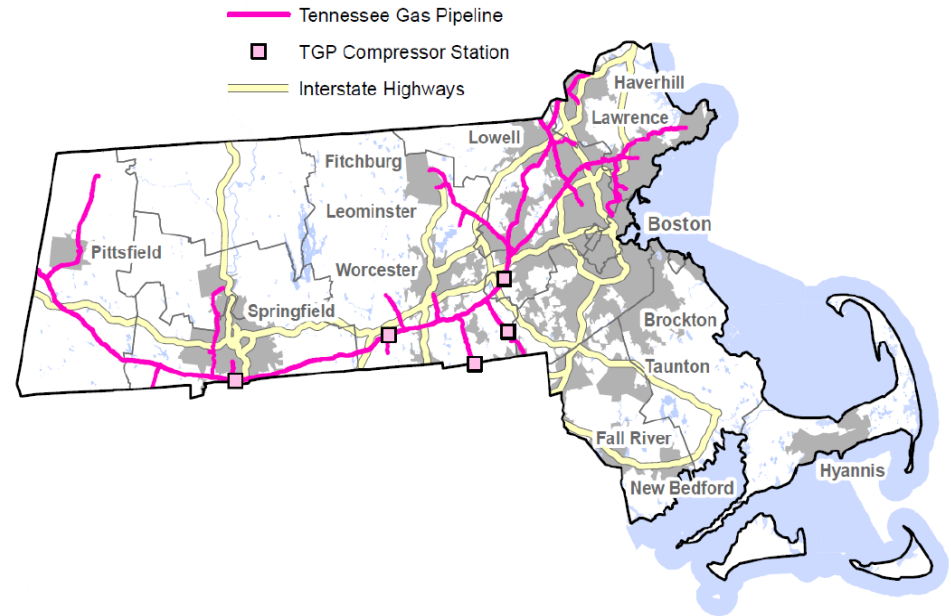 Tennessee Gas Pipeline
TGP Compressor Station
Interstate Highways
Haverhill
Lawrence
Lowell
Fitchburg
Leominster
Boston
Pittsfield
Worcester
Springfield
Brockton
Taunton
Fall River
Hyannis
New Bedford